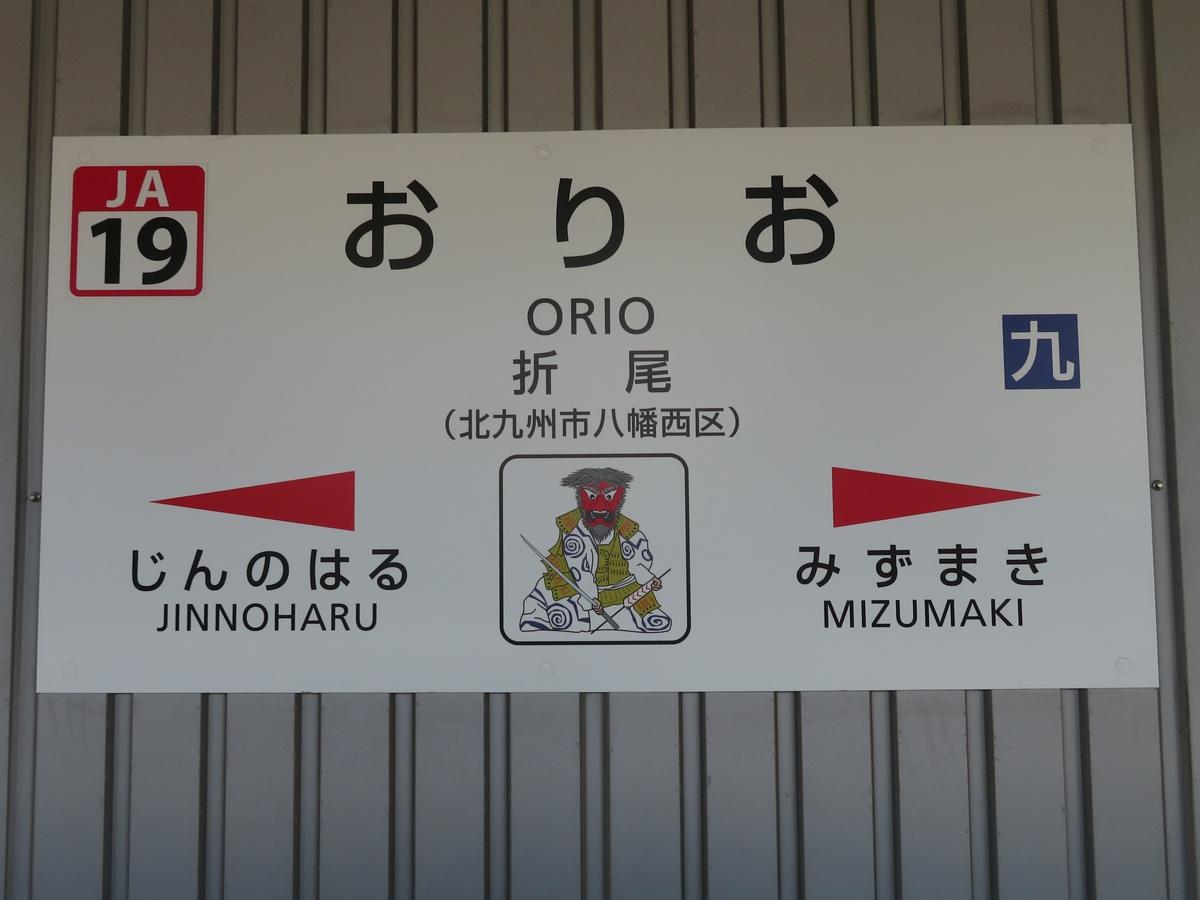 JA
19
おりお
ORIO
折尾
九
（北九州市八幡西区）
じんのはる
JINNOHARU
みずまき
MIZUMAKI